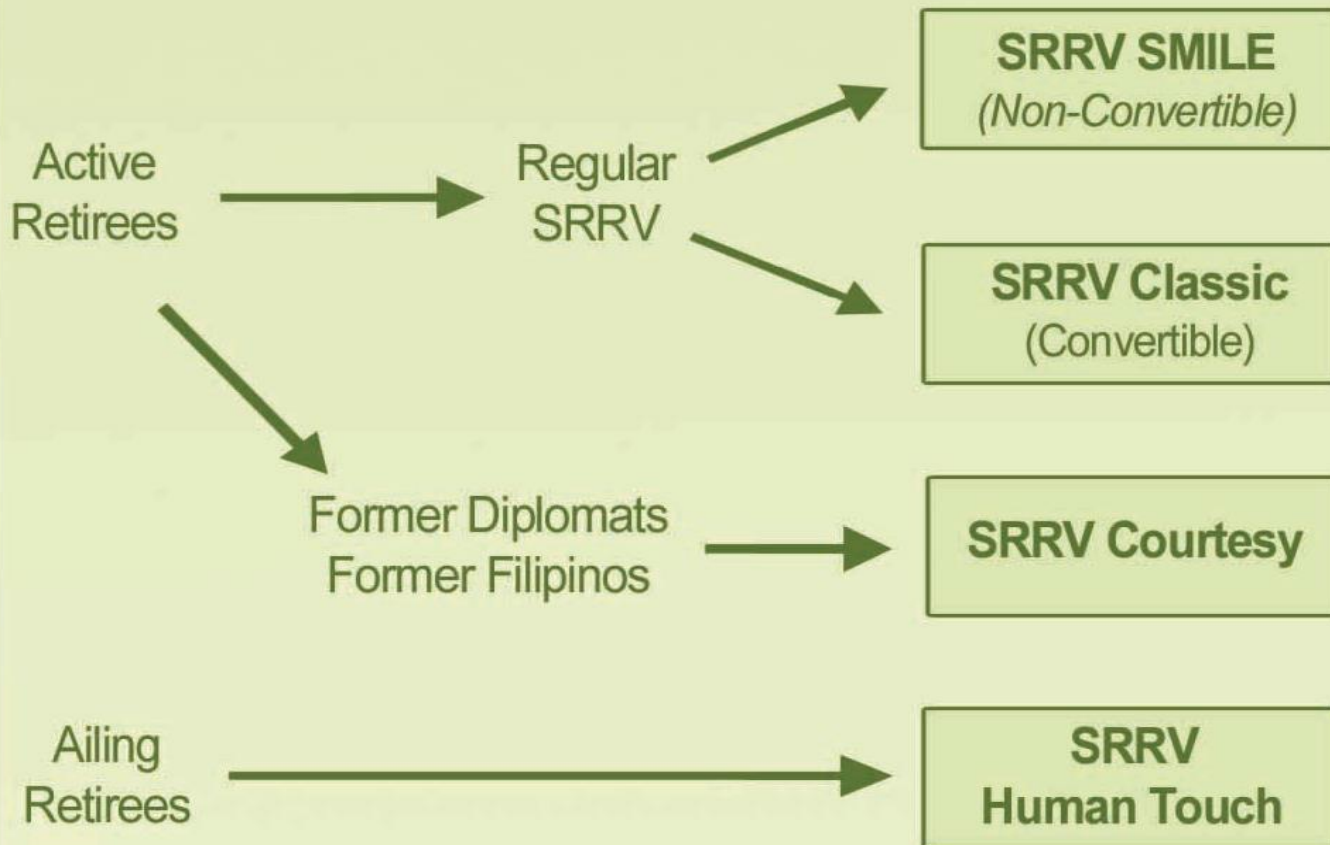 SRRV SMILE
(Non-Convertible)
Active
Retirees
Regular
SRRV
SRRV Classic
(Convertible)
Former Diplomats
Former Filipinos
SRRV Courtesy
Ailing
Retirees
SRRV
Human Touch